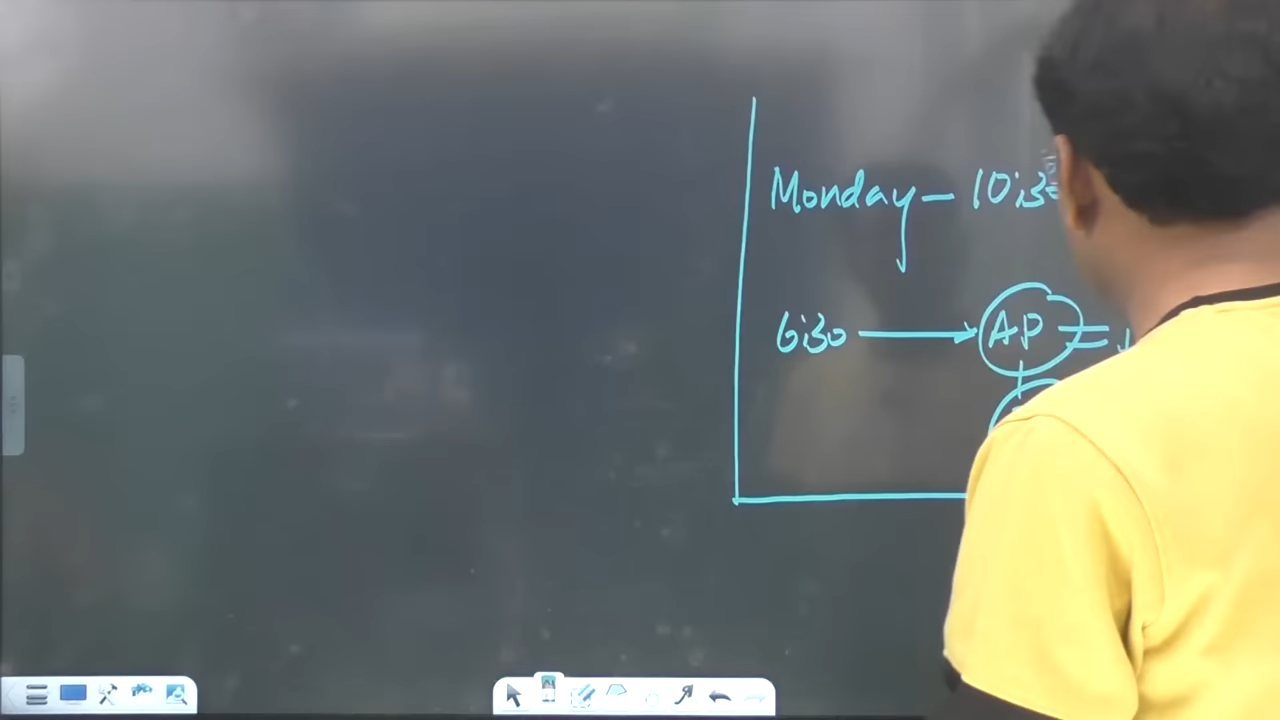 Monday - 10:30
6:30 → AP =